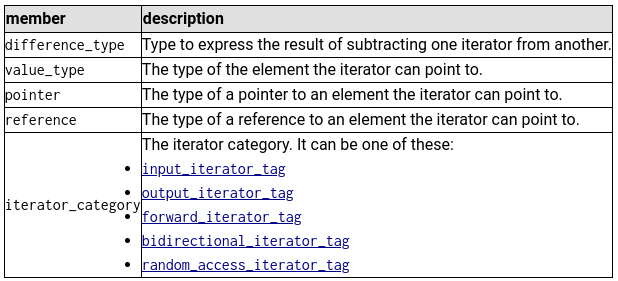 member description
difference_type Type to express the result of subtracting one iterator from another.
value_type The type of the element the iterator can point to.
pointer The type of a pointer to an element the iterator can point to.
reference The type of a reference to an element the iterator can point to.
iterator_category The iterator category. It can be one of these:
• input_iterator_tag
• output_iterator_tag
• forward_iterator_tag
• bidirectional_iterator_tag
• random_access_iterator_tag